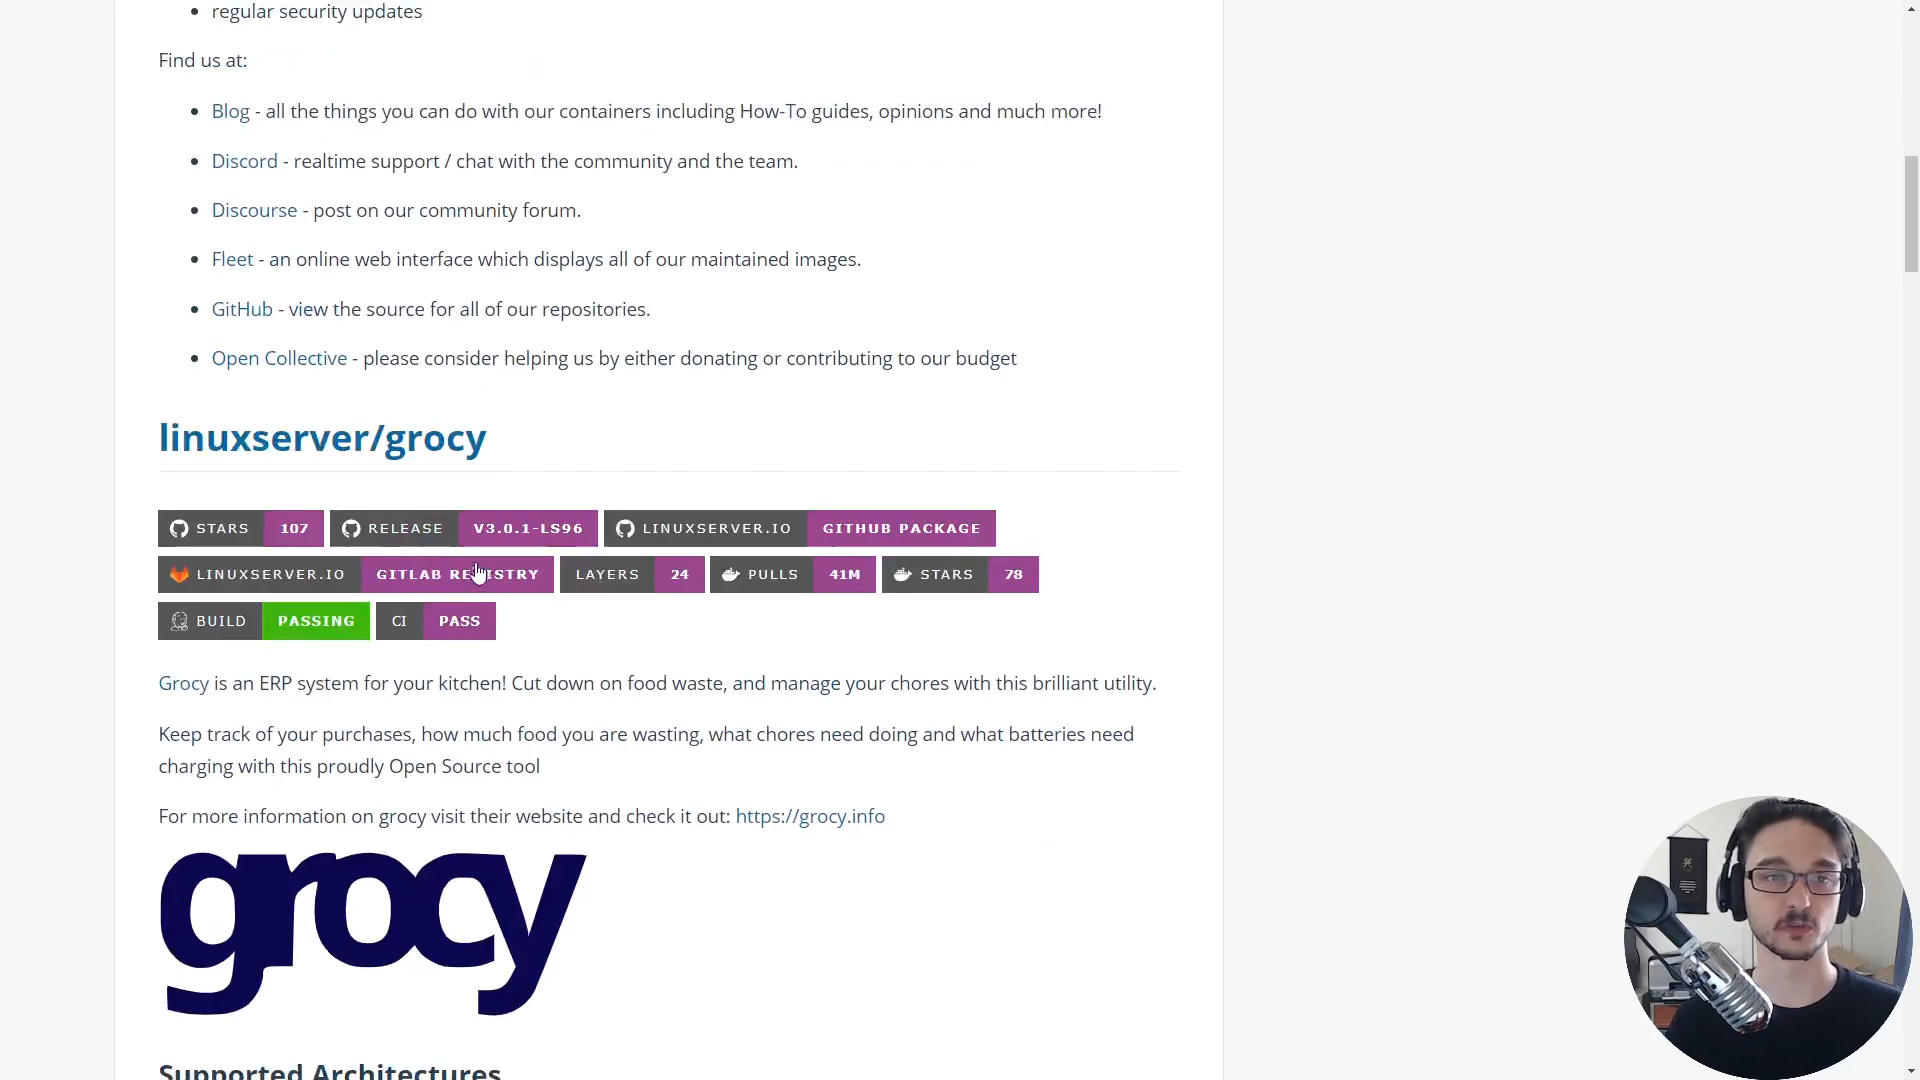 regular security updates
Find us at:
Blog - all the things you can do with our containers including How-To guides, opinions and much more!
Discord - realtime support / chat with the community and the team.
Discourse - post on our community forum.
Fleet - an online web interface which displays all of our maintained images.
GitHub - view the source for all of our repositories.
Open Collective - please consider helping us by either donating or contributing to our budget
linuxserver/grocy
STARS 107 RELEASE V3.0.1-LS96 LINUXSERVER.IO GITHUB PACKAGE
LINUXSERVER.IO GITLAB REGISTRY LAYERS 24 PULLS 41M STARS 78
BUILD PASSING CI PASS
Grocy is an ERP system for your kitchen! Cut down on food waste, and manage your chores with this brilliant utility.
Keep track of your purchases, how much food you are wasting, what chores need doing and what batteries need
charging with this proudly Open Source tool
For more information on grocy visit their website and check it out: https://grocy.info
grocy
Supported Architectures